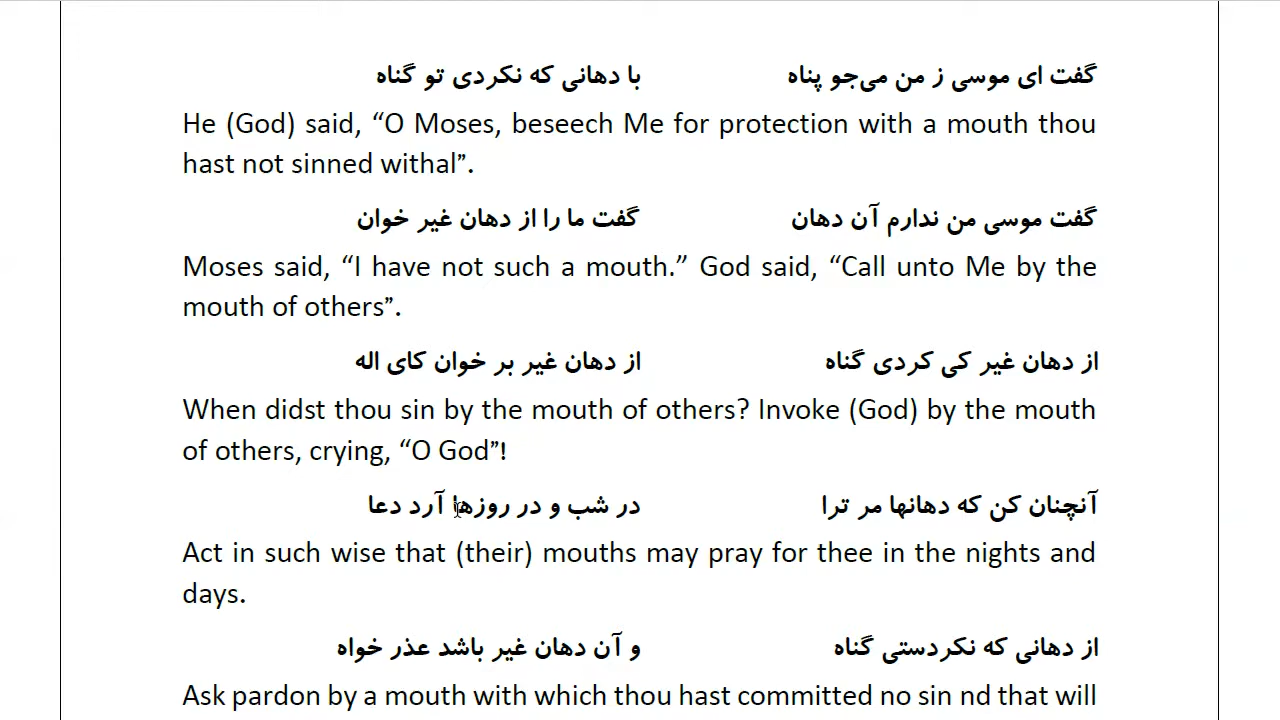 گفت ای موسی ز من می‌جو پناه با دهانی که نکردی تو گناه
He (God) said, “O Moses, beseech Me for protection with a mouth thou
hast not sinned withal”.
گفت موسی من ندارم آن دهان گفت ما را از دهان غیر خوان
Moses said, “I have not such a mouth.” God said, “Call unto Me by the
mouth of others”.
از دهان غیر کی کردی گناه از دهان غیر بر خوان کای اله
When didst thou sin by the mouth of others? Invoke (God) by the mouth
of others, crying, “O God”!
آنچنان کن که دهانها مر ترا در شب و در روزها آرد دعا
Act in such wise that (their) mouths may pray for thee in the nights and
days.
از دهانی که نکردستی گناه و آن دهان غیر باشد عذر خواه
Ask pardon by a mouth with which thou hast committed no sin nd that will